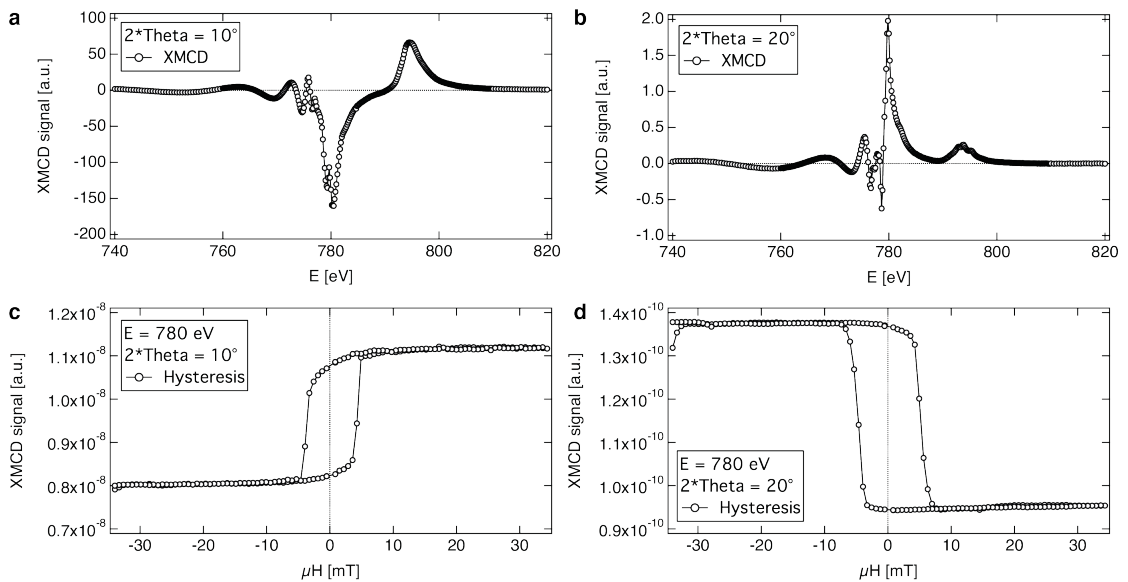 a
100
50
0
-50
-100
-150
-200
XMCD signal [a.u.]
2*Theta = 10°
XMCD
740
760
780
800
820
E [eV]
b
2.0
1.5
1.0
0.5
0.0
-0.5
-1.0
XMCD signal [a.u.]
2*Theta = 20°
XMCD
740
760
780
800
820
E [eV]
c
1.2x10-8
1.1x10-8
1.0x10-8
0.9x10-8
0.8x10-8
0.7x10-8
XMCD signal [a.u.]
E = 780 eV
2*Theta = 10°
Hysteresis
-30
-20
-10
0
10
20
30
µH [mT]
d
1.4x10-10
1.3x10-10
1.2x10-10
1.1x10-10
1.0x10-10
0.9x10-10
XMCD signal [a.u.]
E = 780 eV
2*Theta = 20°
Hysteresis
-30
-20
-10
0
10
20
30
µH [mT]